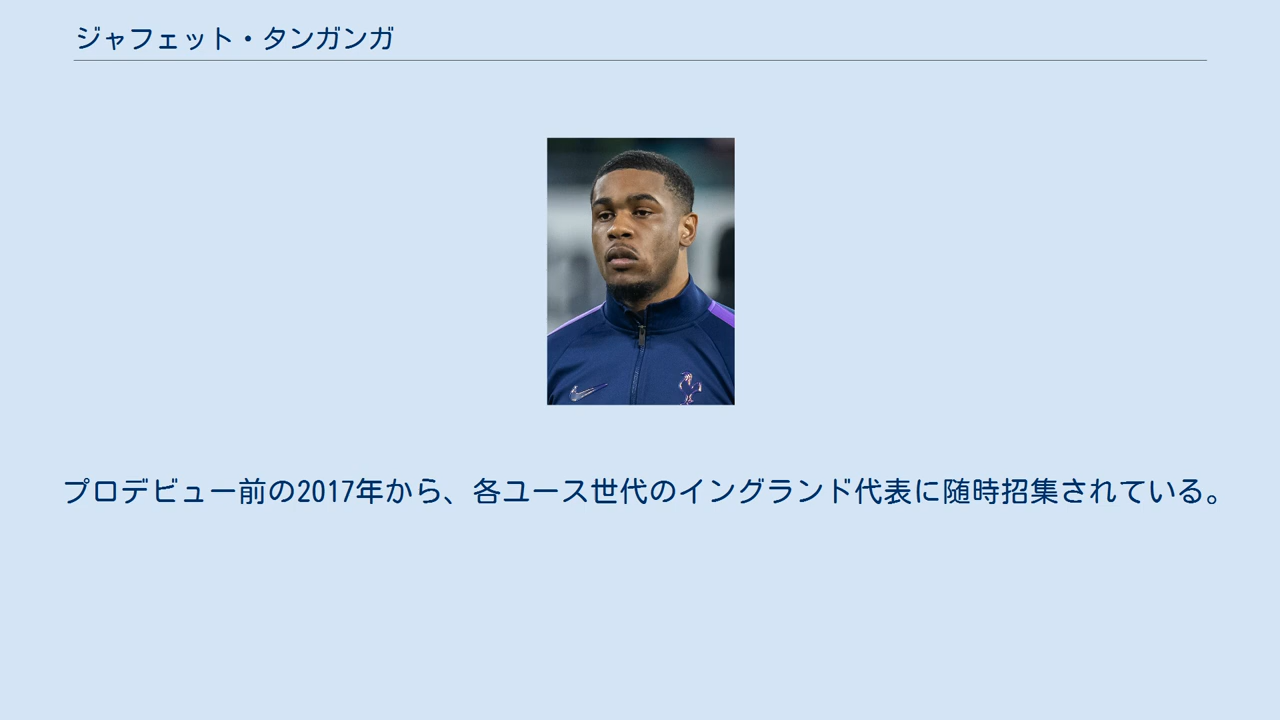 ジャフェット・タンガンガ
プロデビュー前の2017年から、各ユース世代のイングランド代表に随時招集されている。